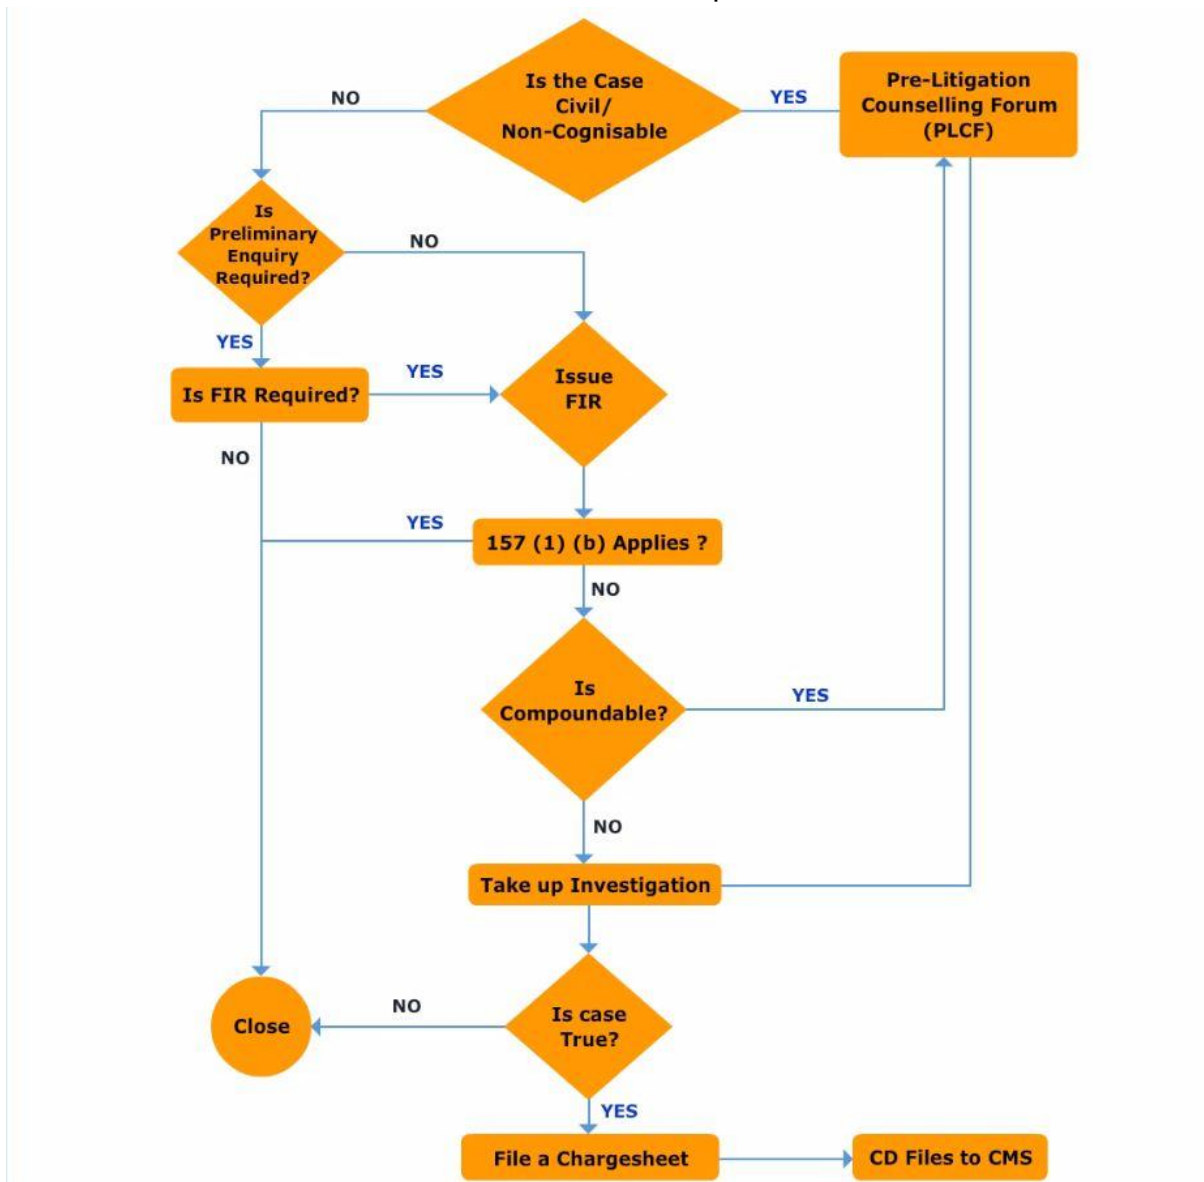 Is the Case
Civil/
Non-Cognisable
NO
YES
Pre-Litigation
Counselling Forum
(PLCF)
Is
Preliminary
Enquiry
Required?
NO
YES
Is FIR Required?
YES
Issue
FIR
NO
YES
157 (1) (b) Applies ?
NO
Is
Compoundable?
YES
NO
Take up Investigation
Is case
True?
NO
Close
YES
File a Chargesheet
CD Files to CMS